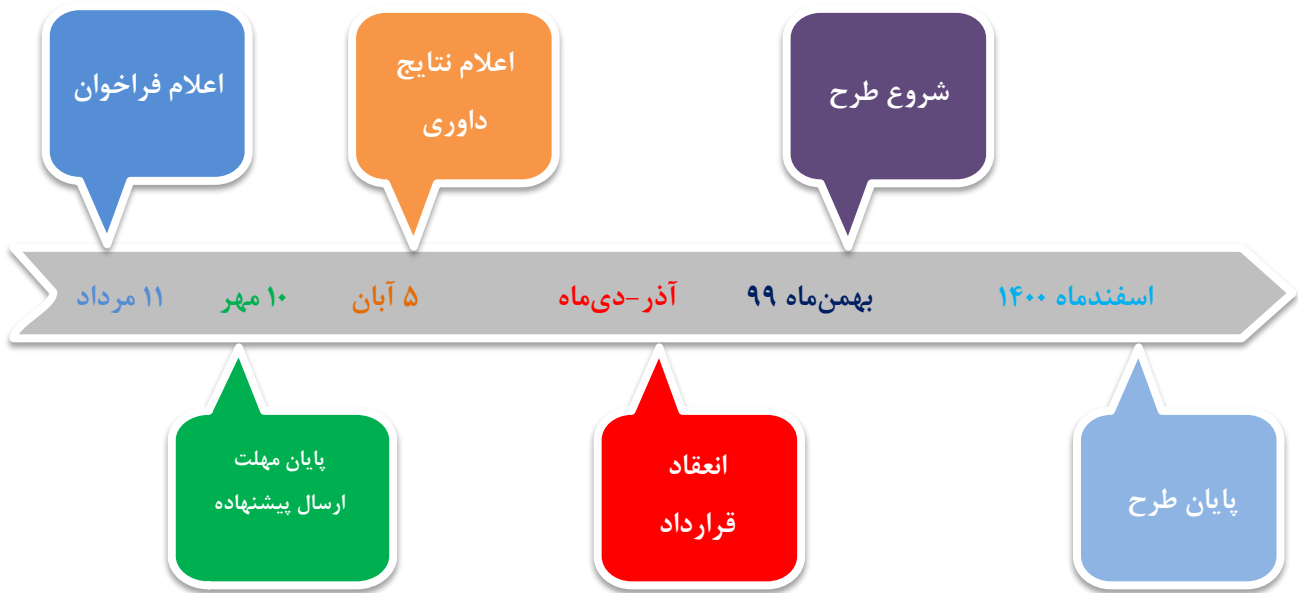 اعلام فراخوان
اعلام نتایج
داوری
شروع طرح
۱۱ مرداد
۱۰ مهر
۵ آبان
آذر-دی‌ماه
بهمن‌ماه ۹۹
اسفندماه ۱۴۰۰
پایان مهلت
ارسال پیشنهاده
انعقاد
قرارداد
پایان طرح